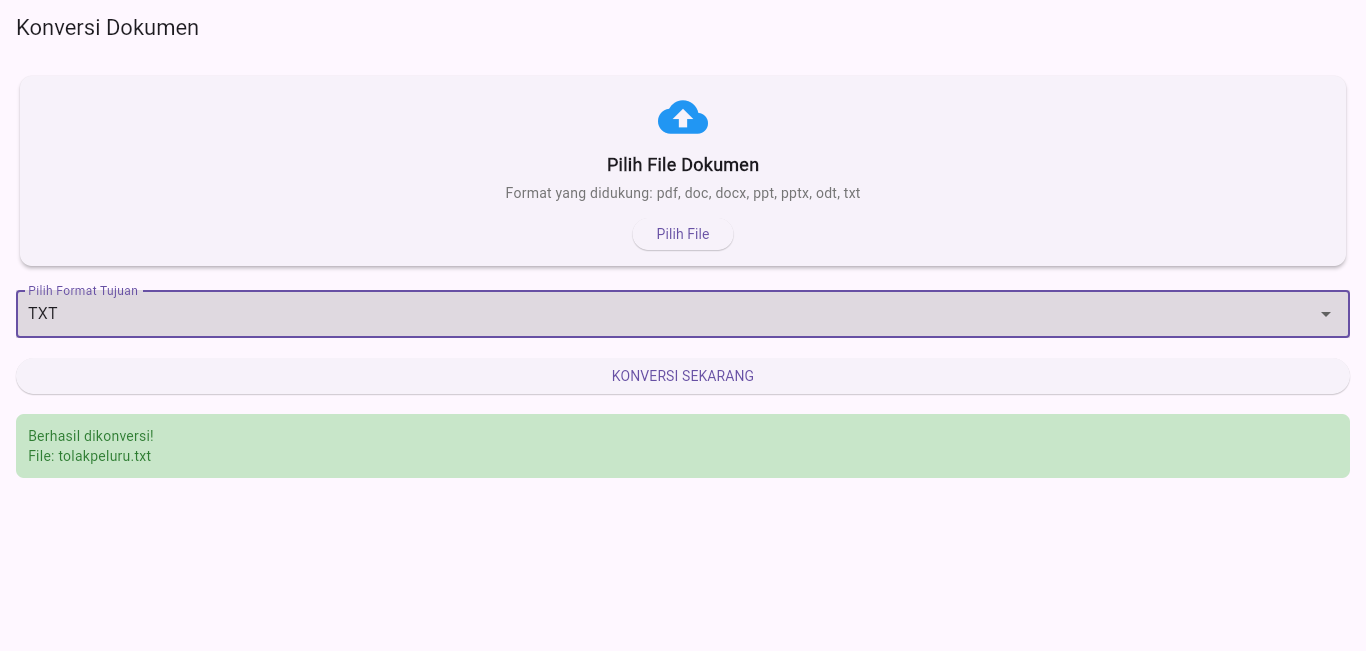 Konversi Dokumen
Pilih File Dokumen
Format yang didukung: pdf, doc, docx, ppt, pptx, odt, txt
Pilih File
Pilih Format Tujuan
TXT
KONVERSI SEKARANG
Berhasil dikonversi!
File: tolakpeluru.txt